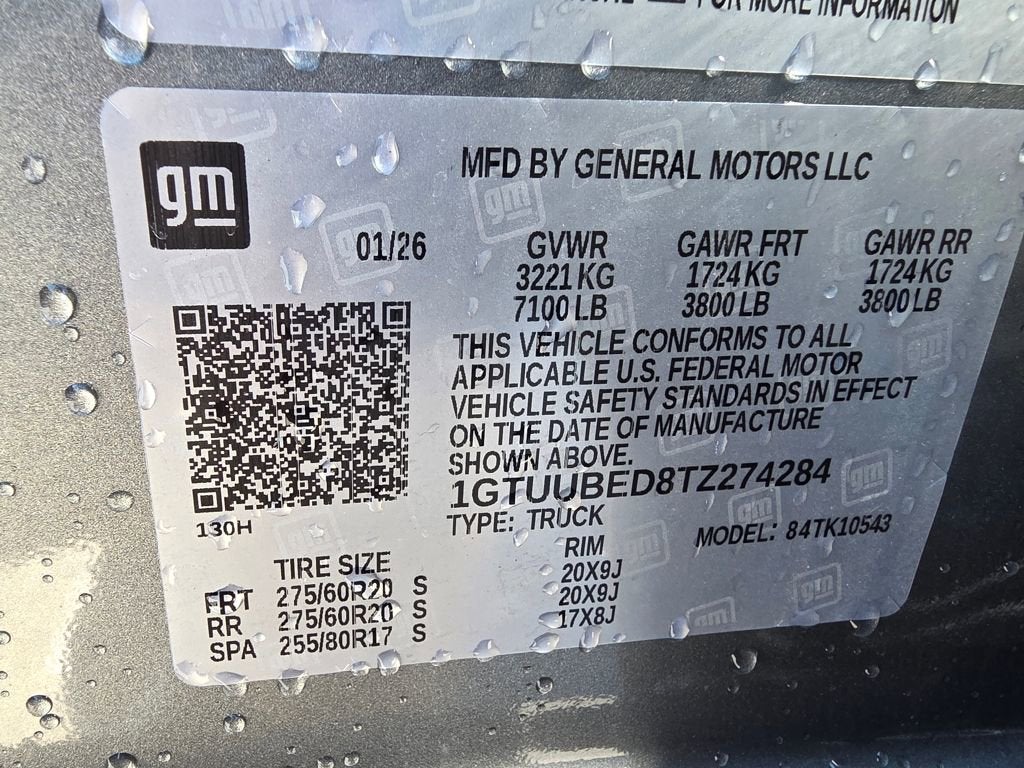 FOR MORE INFORMATION
gm
MFD BY GENERAL MOTORS LLC
01/26
GVWR GAWR FRT GAWR RR
3221 KG 1724 KG 1724 KG
7100 LB 3800 LB 3800 LB
THIS VEHICLE CONFORMS TO ALL
APPLICABLE U.S. FEDERAL MOTOR
VEHICLE SAFETY STANDARDS IN EFFECT
ON THE DATE OF MANUFACTURE
SHOWN ABOVE.
1GTUUBED8TZ274284
130H
TYPE: TRUCK MODEL: 84TK10543
TIRE SIZE RIM
FRT 275/60R20 S 20X9J
RR 275/60R20 S 20X9J
SPA 255/80R17 S 17X8J